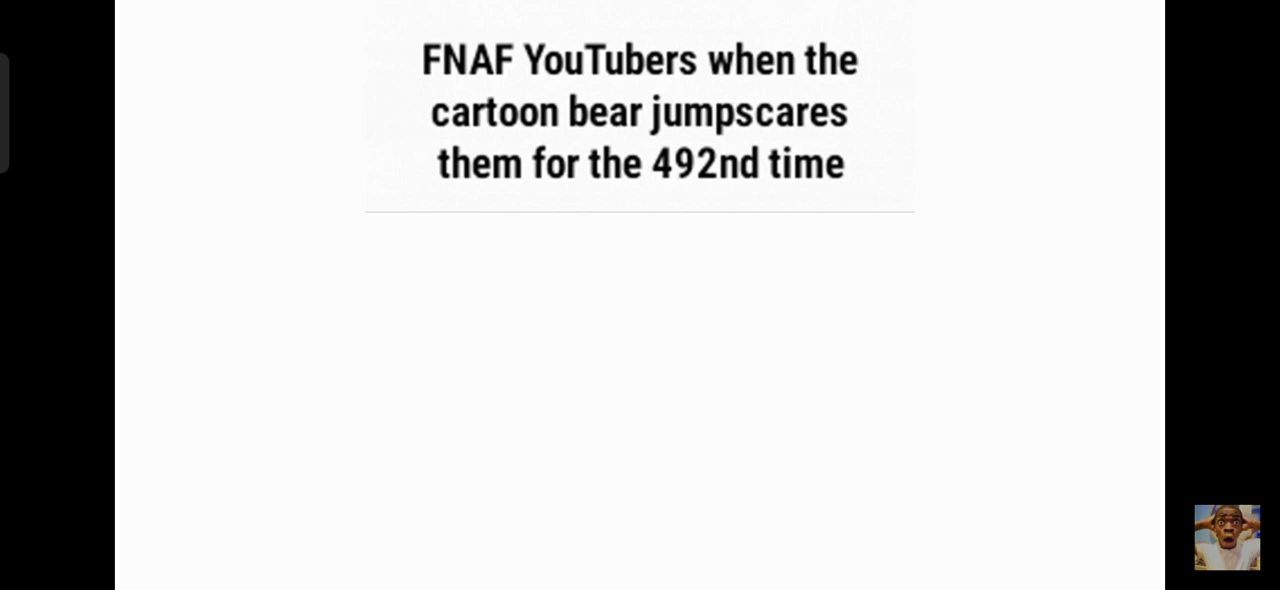 FNAF YouTubers when the
cartoon bear jumpscares
them for the 492nd time